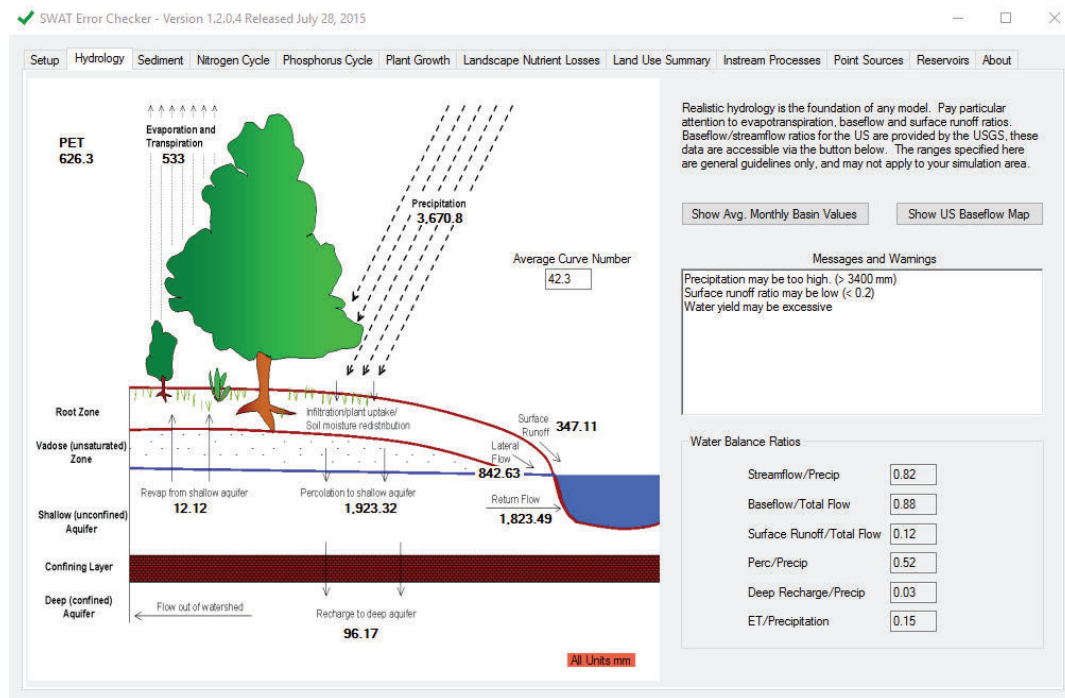 SWAT Error Checker - Version 1.2.0.4 Released July 28, 2015
Setup Hydrology Sediment Nitrogen Cycle Phosphorus Cycle Plant Growth Landscape Nutrient Losses Land Use Summary Instream Processes Point Sources Reservoirs About
PET
626.3
Evaporation and
Transpiration
533
Precipitation
3,670.8
Average Curve Number
42.3
Root Zone
Infiltration/plant uptake/
Soil moisture redistribution
Surface
Runoff
347.11
Vadose (unsaturated)
Zone
Lateral
Flow
842.63
Revap from shallow aquifer
12.12
Percolation to shallow aquifer
1,923.32
Return Flow
1,823.49
Shallow (unconfined)
Aquifer
Confining Layer
Deep (confined)
Aquifer
Flow out of watershed
Recharge to deep aquifer
96.17
All Units mm
Realistic hydrology is the foundation of any model. Pay particular
attention to evapotranspiration, baseflow and surface runoff ratios.
Baseflow/streamflow ratios for the US are provided by the USGS, these
data are accessible via the button below. The ranges specified here
are general guidelines only, and may not apply to your simulation area.
Show Avg. Monthly Basin Values Show US Baseflow Map
Messages and Warnings
Precipitation may be too high. (> 3400 mm)
Surface runoff ratio may be low (< 0.2)
Water yield may be excessive
Water Balance Ratios
Streamflow/Precip 0.82
Baseflow/Total Flow 0.88
Surface Runoff/Total Flow 0.12
Perc/Precip 0.52
Deep Recharge/Precip 0.03
ET/Precipitation 0.15